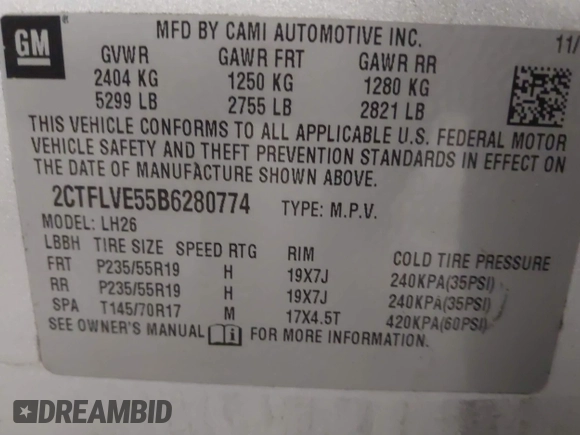 GM
MFD BY CAMI AUTOMOTIVE INC. 11/
GVWR GAWR FRT GAWR RR
2404 KG 1250 KG 1280 KG
5299 LB 2755 LB 2821 LB
THIS VEHICLE CONFORMS TO ALL APPLICABLE U.S. FEDERAL MOTOR
VEHICLE SAFETY AND THEFT PREVENTION STANDARDS IN EFFECT ON
THE DATE OF MANUFACTURE SHOWN ABOVE.
2CTFLVE55B6280774 TYPE: M.P.V.
MODEL: LH26
LBBH TIRE SIZE SPEED RTG RIM COLD TIRE PRESSURE
FRT P235/55R19 H 19X7J 240KPA(35PSI)
RR P235/55R19 H 19X7J 240KPA(35PSI)
SPA T145/70R17 M 17X4.5T 420KPA(60PSI)
SEE OWNER'S MANUAL i FOR MORE INFORMATION.
DREAMBID